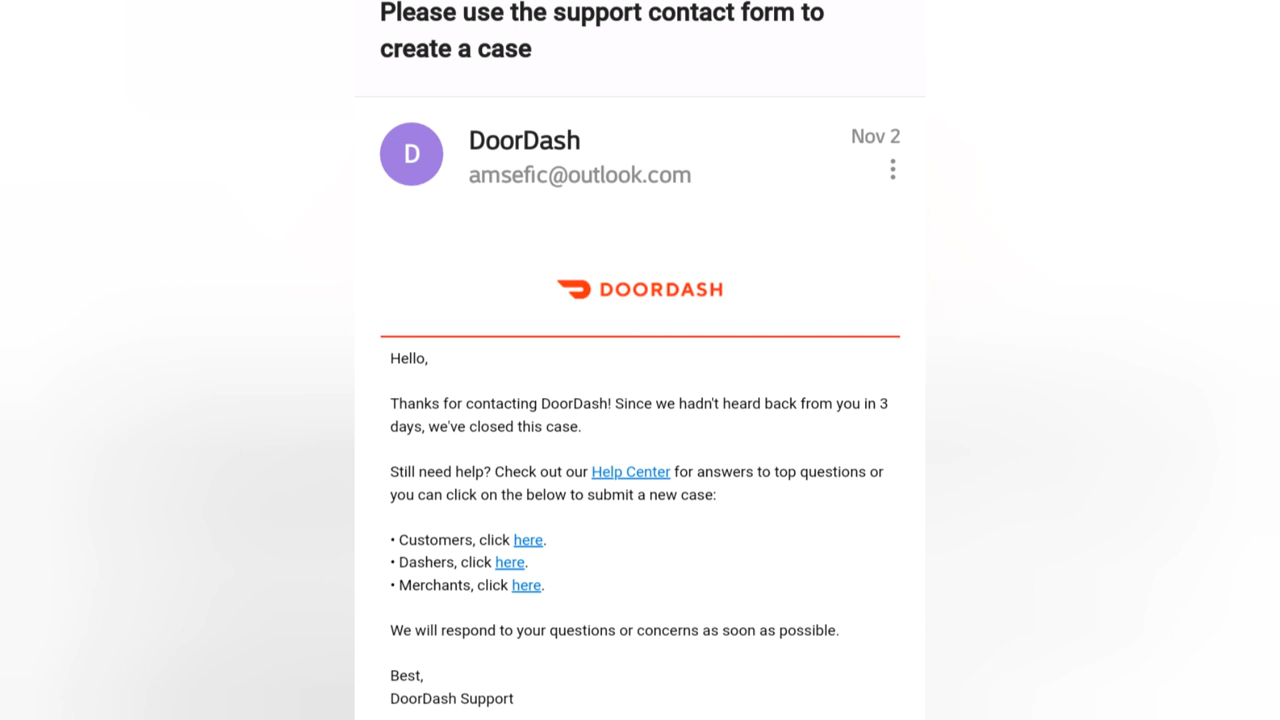 Please use the support contact form to
create a case
D
DoorDash
Nov 2
amsefic@outlook.com
DOORDASH
Hello,
Thanks for contacting DoorDash! Since we hadn't heard back from you in 3
days, we've closed this case.
Still need help? Check out our Help Center for answers to top questions or
you can click on the below to submit a new case:
• Customers, click here.
• Dashers, click here.
• Merchants, click here.
We will respond to your questions or concerns as soon as possible.
Best,
DoorDash Support